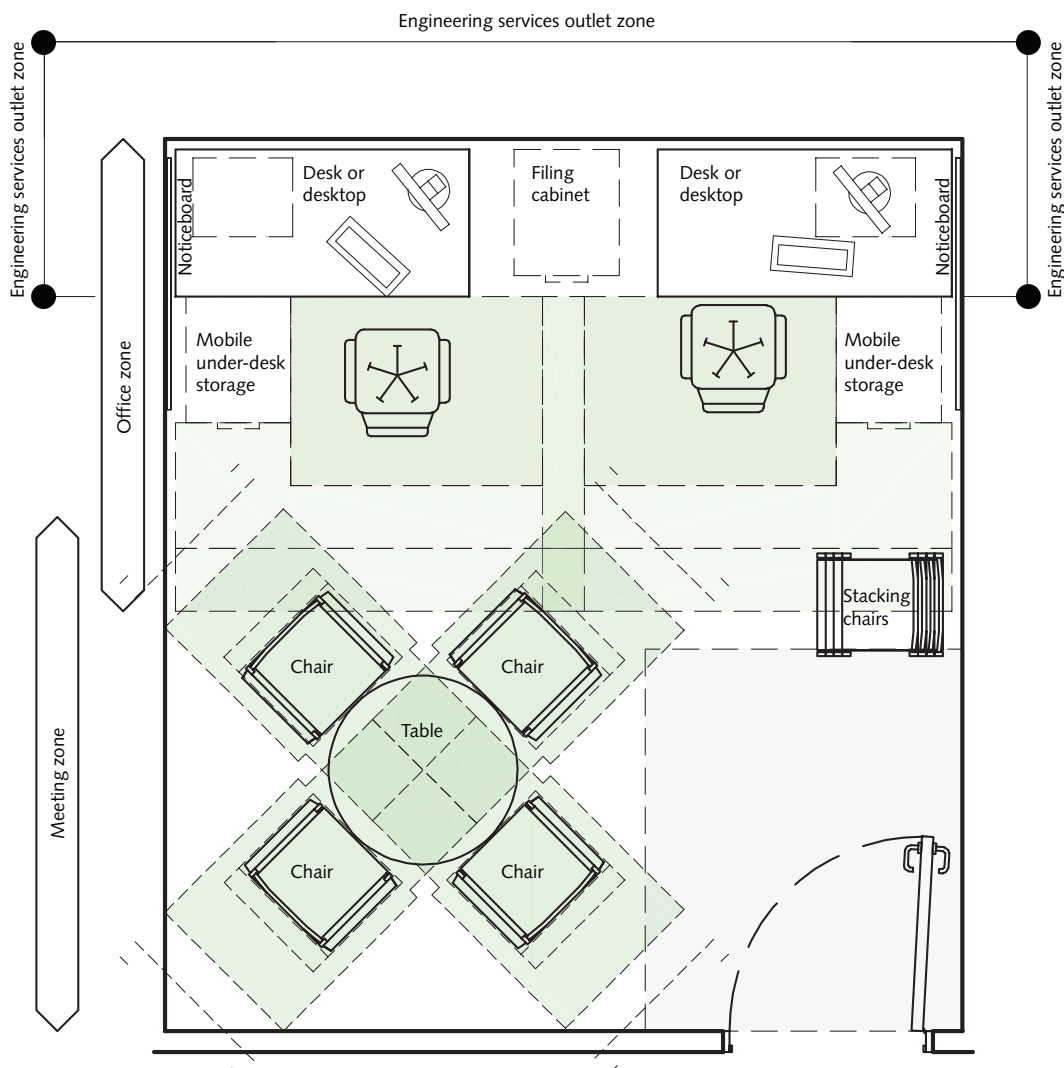 Engineering services outlet zone
Engineering services outlet zone
Engineering services outlet zone
Noticeboard
Desk or
desktop
Filing
cabinet
Desk or
desktop
Noticeboard
Mobile
under-desk
storage
Mobile
under-desk
storage
Office zone
Stacking
chairs
Chair
Chair
Table
Meeting zone
Chair
Chair